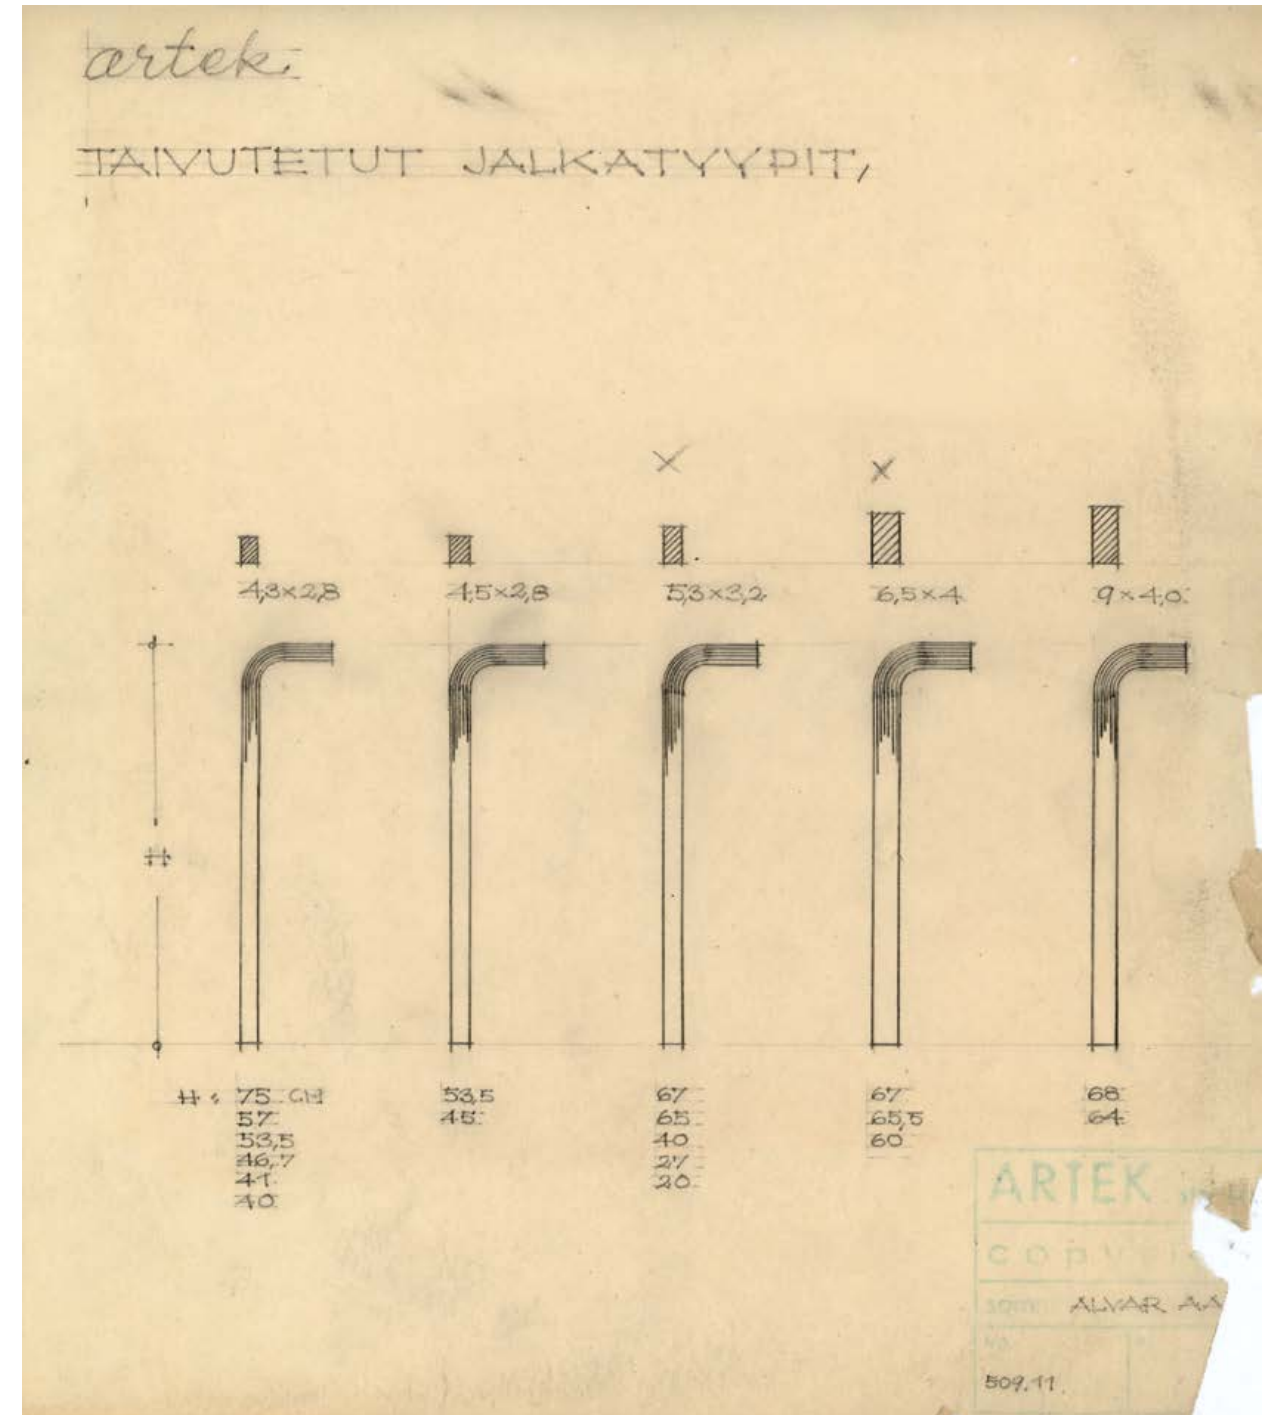 artek
TAIVUTETUT JALKATYYPIT,
4,3×2,8 4,5×2,8 5,3×3,2 6,5×4 9×4,0
H
H = 75 CM 53,5 67 67 68
57 45 65 65,5 64
53,5 40 60
46,7 27
41 20
40
ARTEK
ALVAR AA
No.
509.11.